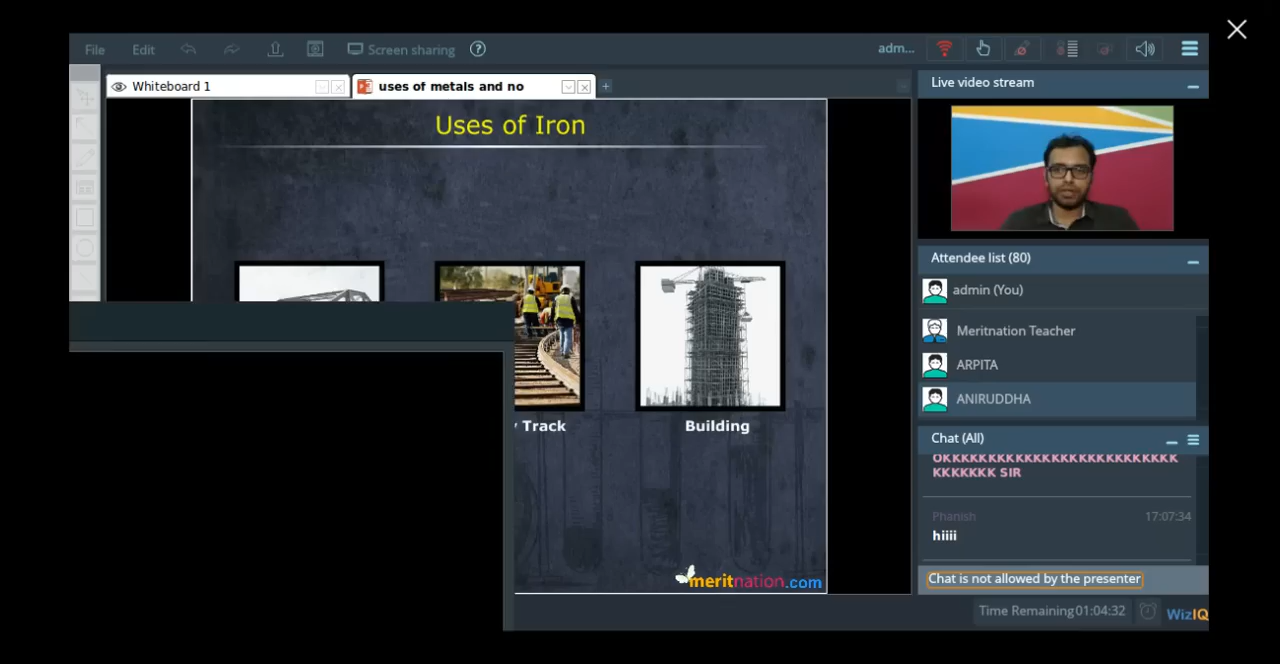 File Edit Screen sharing ? adm...
Whiteboard 1 uses of metals and no +
Uses of Iron
Track
Building
meritnation.com
Live video stream
Attendee list (80)
admin (You)
Meritnation Teacher
ARPITA
ANIRUDDHA
Chat (All)
KKKKKKK SIR
Phanish 17:07:34
hiiii
Chat is not allowed by the presenter
Time Remaining 01:04:32
WizIQ